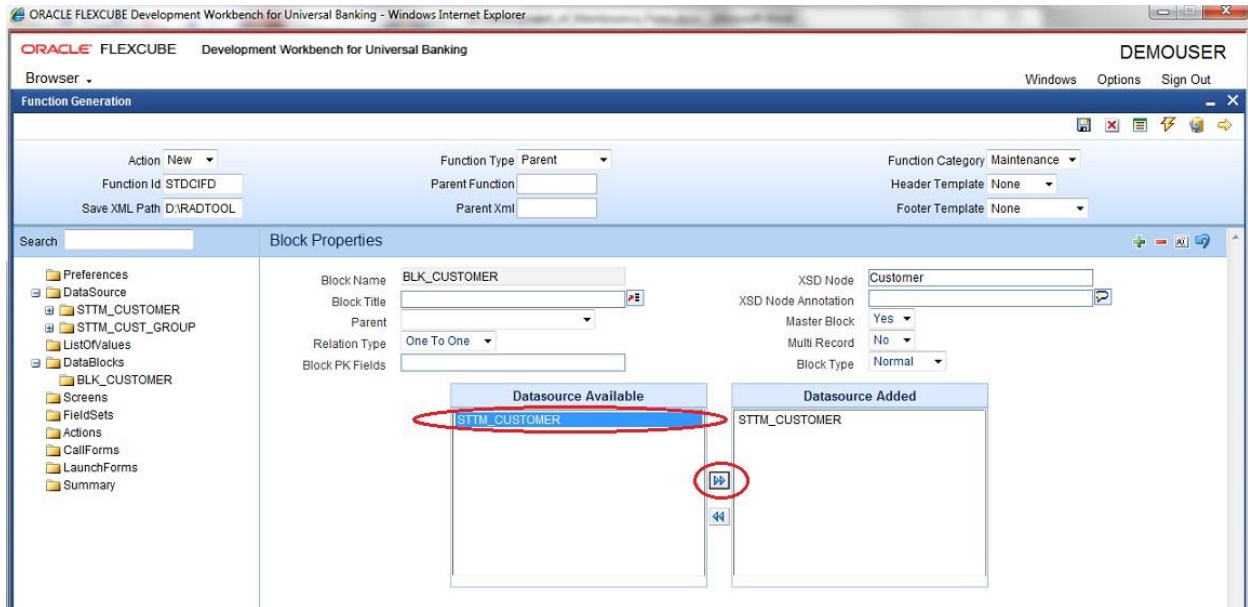 ORACLE FLEXCUBE Development Workbench for Universal Banking - Windows Internet Explorer
ORACLE FLEXCUBE Development Workbench for Universal Banking
DEMOUSER
Browser
Windows Options Sign Out
Function Generation
Action New Function Type Parent Function Category Maintenance
Function Id STDCIFD Parent Function Header Template None
Save XML Path D:\RADTOOL Parent Xml Footer Template None
Search Block Properties
Preferences
DataSource
STTM_CUSTOMER
STTM_CUST_GROUP
ListOfValues
DataBlocks
BLK_CUSTOMER
Screens
FieldSets
Actions
CallForms
LaunchForms
Summary
Block Name BLK_CUSTOMER XSD Node Customer
Block Title XSD Node Annotation
Parent Master Block Yes
Relation Type One To One Multi Record No
Block PK Fields Block Type Normal
Datasource Available Datasource Added
STTM_CUSTOMER STTM_CUSTOMER